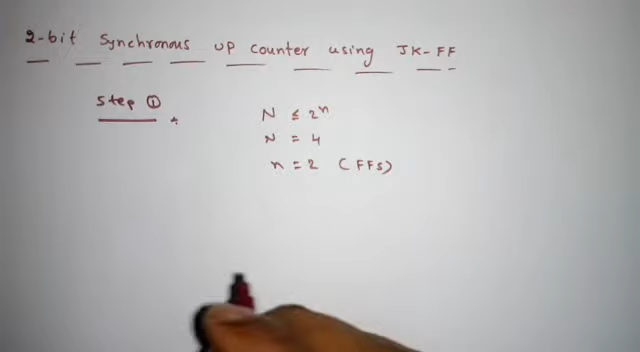 2-bit Synchronous UP Counter using JK-FF
Step ①
N ≤ 2ⁿ
N = 4
n = 2 (FFs)